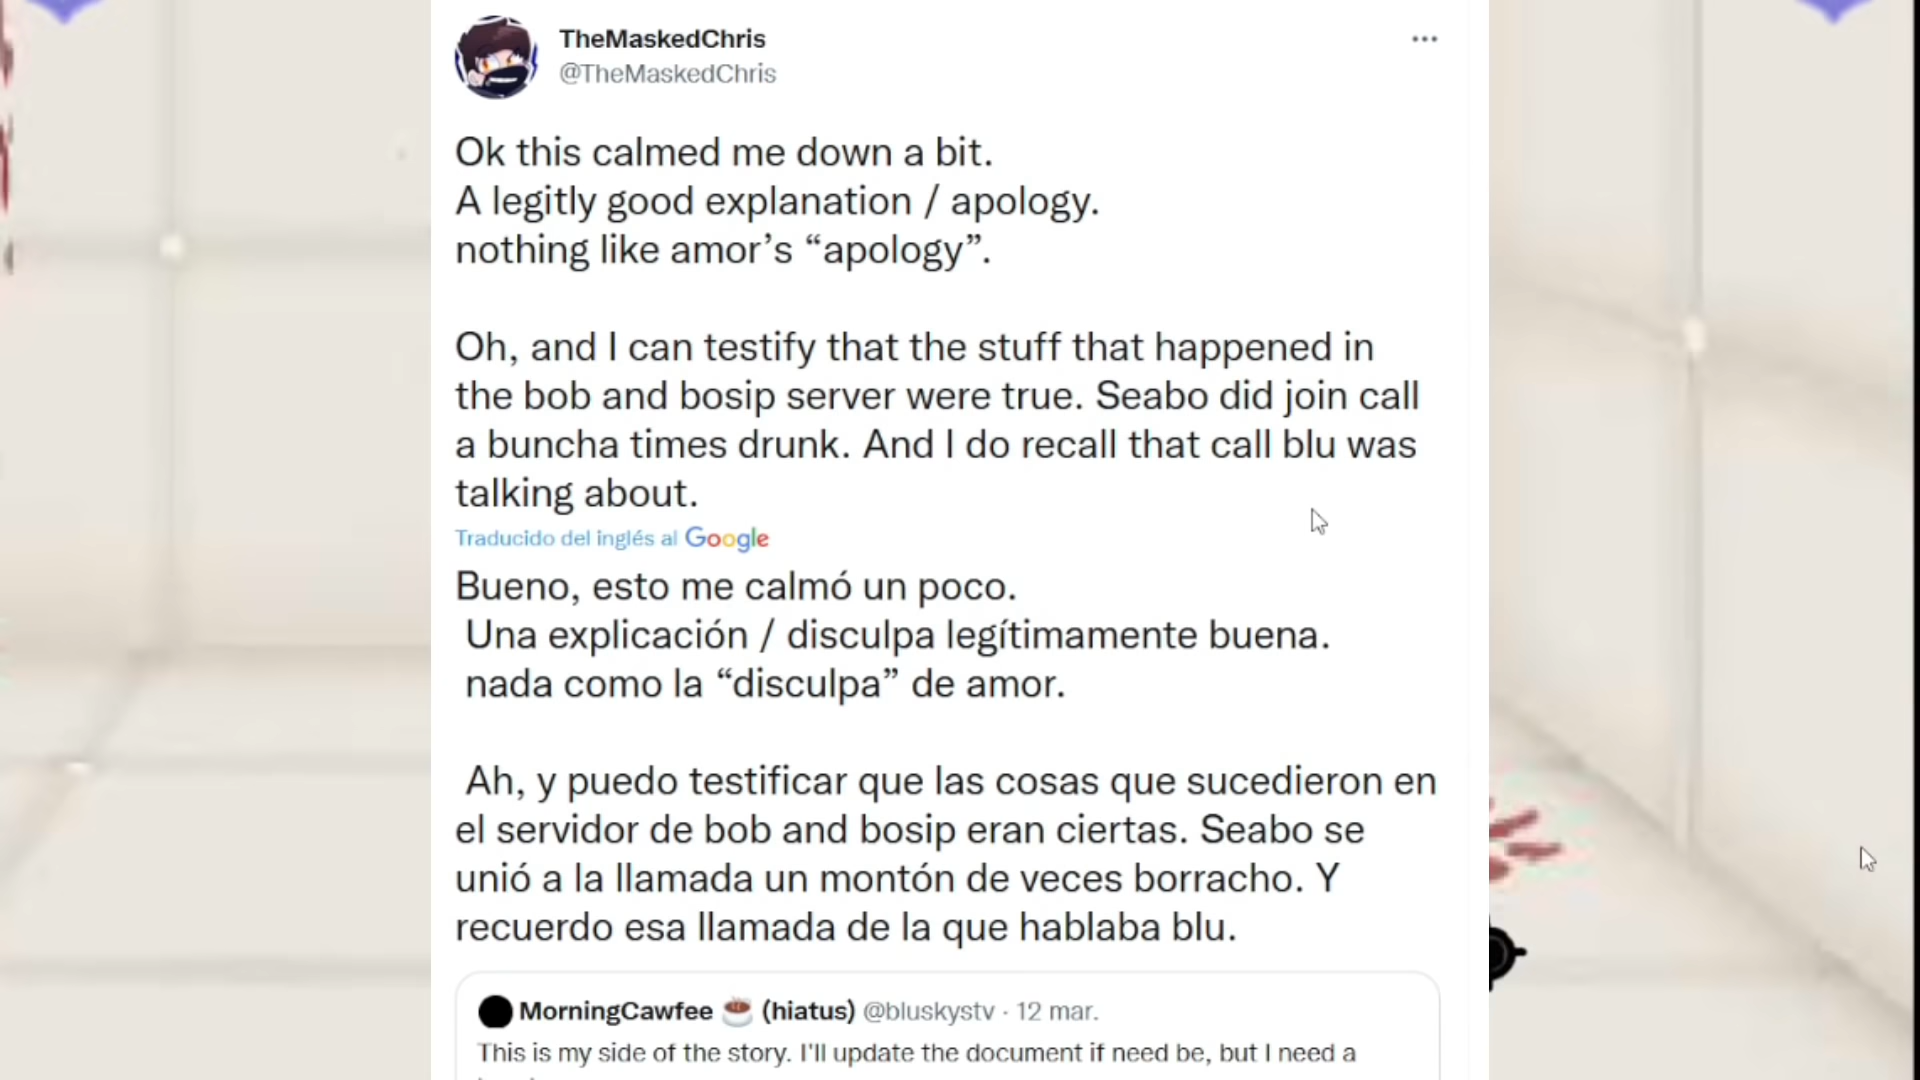 TheMaskedChris
@TheMaskedChris
Ok this calmed me down a bit.
A legitly good explanation / apology.
nothing like amor’s “apology”.
Oh, and I can testify that the stuff that happened in
the bob and bosip server were true. Seabo did join call
a buncha times drunk. And I do recall that call blu was
talking about.
Traducido del inglés al Google
Bueno, esto me calmó un poco.
Una explicación / disculpa legítimamente buena.
nada como la “disculpa” de amor.
Ah, y puedo testificar que las cosas que sucedieron en
el servidor de bob and bosip eran ciertas. Seabo se
unió a la llamada un montón de veces borracho. Y
recuerdo esa llamada de la que hablaba blu.
MorningCawfee ☕ (hiatus) @bluskystv · 12 mar.
This is my side of the story. I'll update the document if need be, but I need a